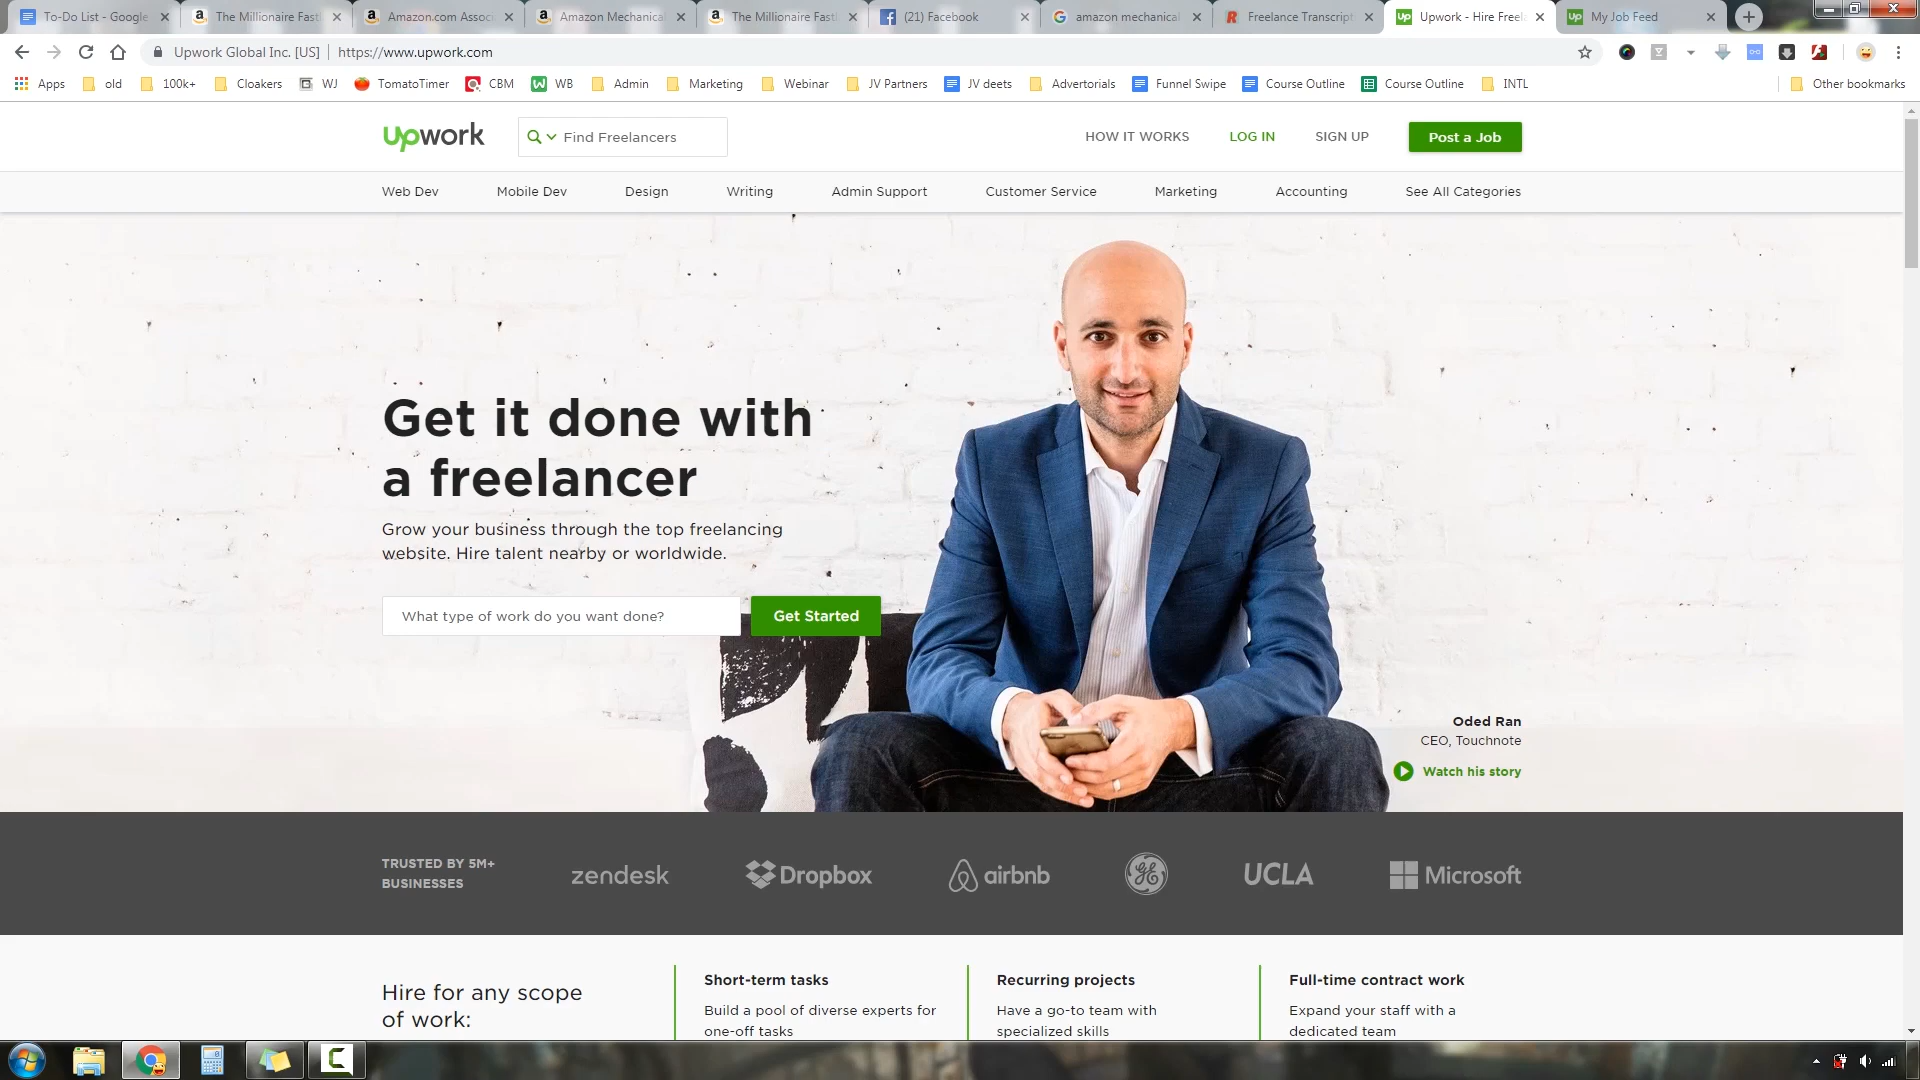 To-Do List - Google
The Millionaire Fast
Amazon.com Assoc
Amazon Mechanical
The Millionaire Fast
(21) Facebook
amazon mechanical
Freelance Transcript
Upwork - Hire Free
My Job Feed
Upwork Global Inc. [US]
https://www.upwork.com
Apps
old
100k+
Cloakers
WJ
TomatoTimer
CBM
WB
Admin
Marketing
Webinar
JV Partners
JV deets
Advertorials
Funnel Swipe
Course Outline
Course Outline
INTL
Other bookmarks
upwork
Find Freelancers
HOW IT WORKS
LOG IN
SIGN UP
Post a Job
Web Dev
Mobile Dev
Design
Writing
Admin Support
Customer Service
Marketing
Accounting
See All Categories
Get it done with
a freelancer
Grow your business through the top freelancing
website. Hire talent nearby or worldwide.
What type of work do you want done?
Get Started
Oded Ran
CEO, Touchnote
Watch his story
TRUSTED BY 5M+
BUSINESSES
zendesk
Dropbox
airbnb
GE
UCLA
Microsoft
Hire for any scope
of work:
Short-term tasks
Build a pool of diverse experts for
one-off tasks
Recurring projects
Have a go-to team with
specialized skills
Full-time contract work
Expand your staff with a
dedicated team